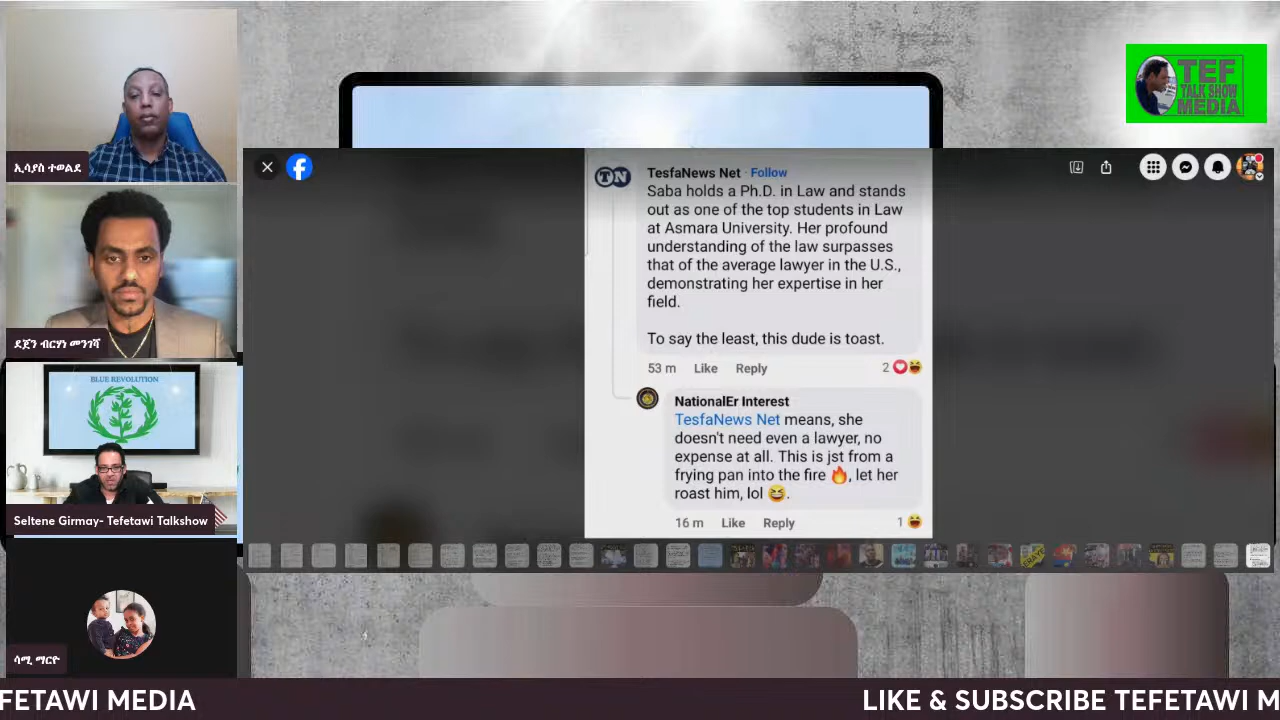 ኢሳያስ ተወልደ
ደጀን ብርሃነ መንገሻ
BLUE REVOLUTION
Seltene Girmay- Tefetawi Talkshow
ሳሚ ማርዮ
TEF
TALK SHOW
MEDIA
TN
TesfaNews Net · Follow
Saba holds a Ph.D. in Law and stands
out as one of the top students in Law
at Asmara University. Her profound
understanding of the law surpasses
that of the average lawyer in the U.S.,
demonstrating her expertise in her
field.
To say the least, this dude is toast.
53 m Like Reply 2
NationalEr Interest
TesfaNews Net means, she
doesn't need even a lawyer, no
expense at all. This is jst from a
frying pan into the fire 🔥, let her
roast him, lol 😆.
16 m Like Reply 1
FETAWI MEDIA
LIKE & SUBSCRIBE TEFETAWI M